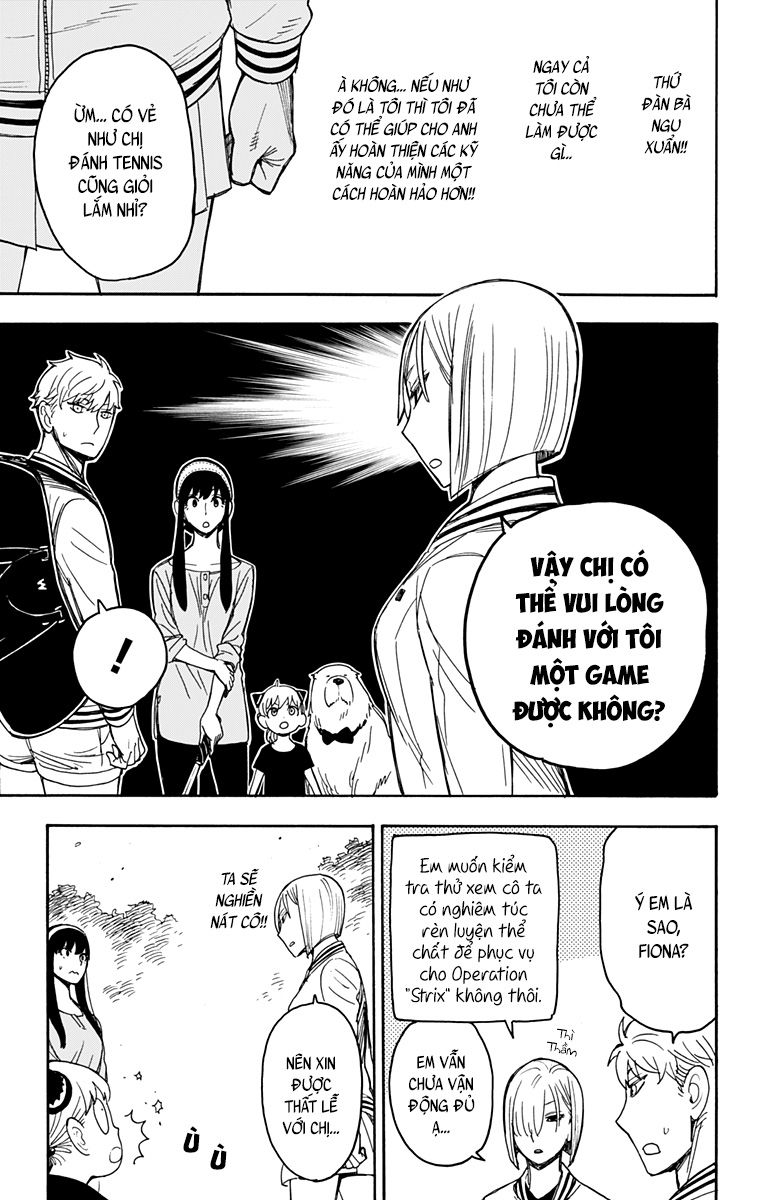 THỨ
ĐÀN BÀ
NGU
XUẨN!!
NGAY CẢ
TÔI CÒN
CHƯA THỂ
LÀM ĐƯỢC
GÌ...
À KHÔNG... NẾU NHƯ
ĐÓ LÀ TÔI THÌ TÔI ĐÃ
CÓ THỂ GIÚP CHO ANH
ẤY HOÀN THIỆN CÁC KỸ
NĂNG CỦA MÌNH MỘT
CÁCH HOÀN HẢO HƠN!!
ỪM... CÓ VẺ
NHƯ CHỊ
ĐÁNH TENNIS
CŨNG GIỎI
LẮM NHỈ?
VẬY CHỊ CÓ
THỂ VUI LÒNG
ĐÁNH VỚI TÔI
MỘT GAME
ĐƯỢC KHÔNG?
!
Ý EM LÀ
SAO,
FIONA?
Em muốn kiểm
tra thử xem cô ta
có nghiêm túc
rèn luyện thể
chất để phục vụ
cho Operation
"Strix" không thôi.
Thì
Thầm
EM VẪN
CHƯA VẬN
ĐỘNG ĐỦ
Ạ...
TA SẼ
NGHIỀN
NÁT CÔ!!
NÊN XIN
ĐƯỢC
THẤT LỄ
VỚI CHỊ...
Ù Ù